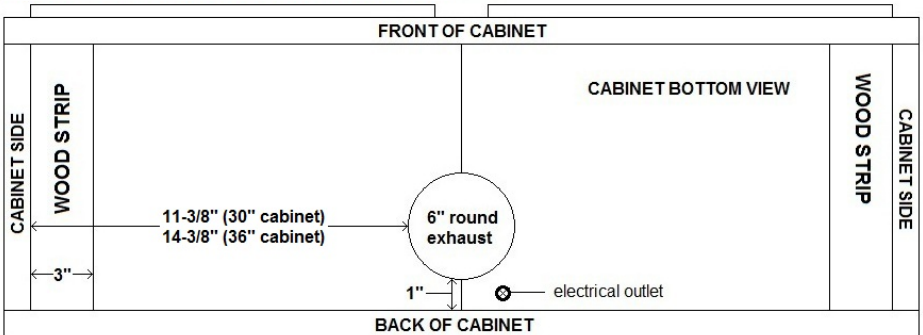 FRONT OF CABINET
CABINET SIDE
WOOD STRIP
CABINET BOTTOM VIEW
WOOD STRIP
CABINET SIDE
11-3/8" (30" cabinet)
14-3/8" (36" cabinet)
6" round
exhaust
3"
1"
electrical outlet
BACK OF CABINET